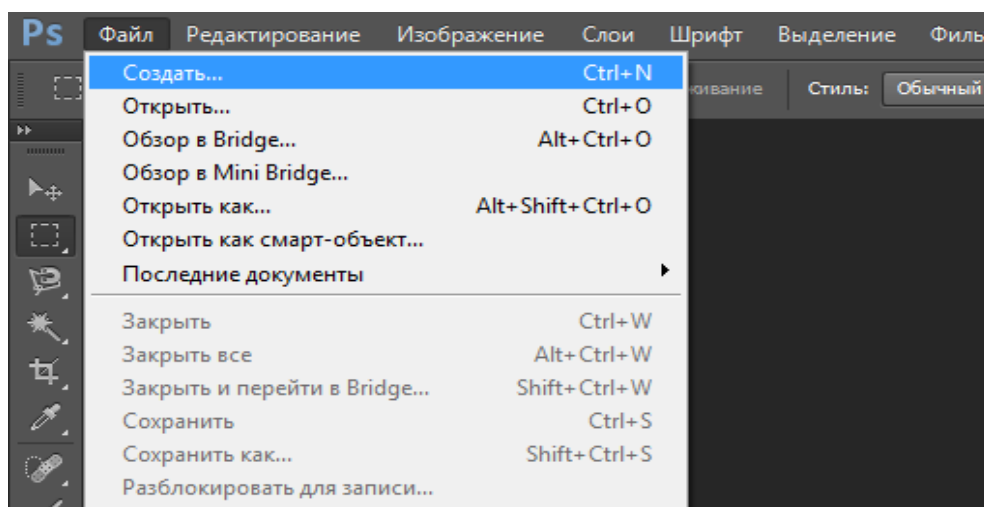 Ps Файл Редактирование Изображение Слои Шрифт Выделение Филь
Создать... Ctrl+N
живание Стиль: Обычный
Открыть... Ctrl+O
Обзор в Bridge... Alt+Ctrl+O
Обзор в Mini Bridge...
Открыть как... Alt+Shift+Ctrl+O
Открыть как смарт-объект...
Последние документы
Закрыть Ctrl+W
Закрыть все Alt+Ctrl+W
Закрыть и перейти в Bridge... Shift+Ctrl+W
Сохранить Ctrl+S
Сохранить как... Shift+Ctrl+S
Разблокировать для записи...